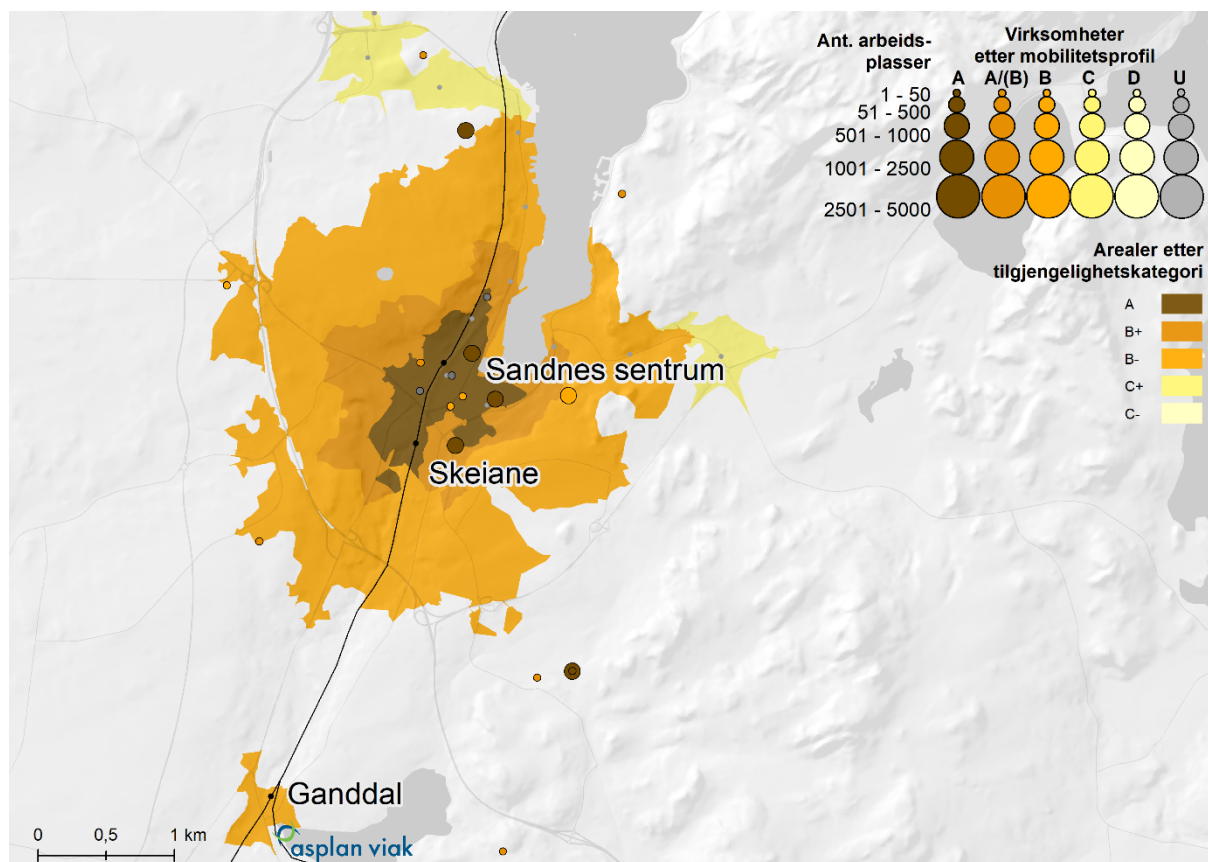 Ant. arbeids-
plasser
Virksomheter
etter mobilitetsprofil
A A/(B) B C D U
1 - 50
51 - 500
501 - 1000
1001 - 2500
2501 - 5000
Arealer etter
tilgjengelighetskategori
A
B+
B-
C+
C-
Sandnes sentrum
Skeiane
Ganddal
0 0,5 1 km
asplan viak